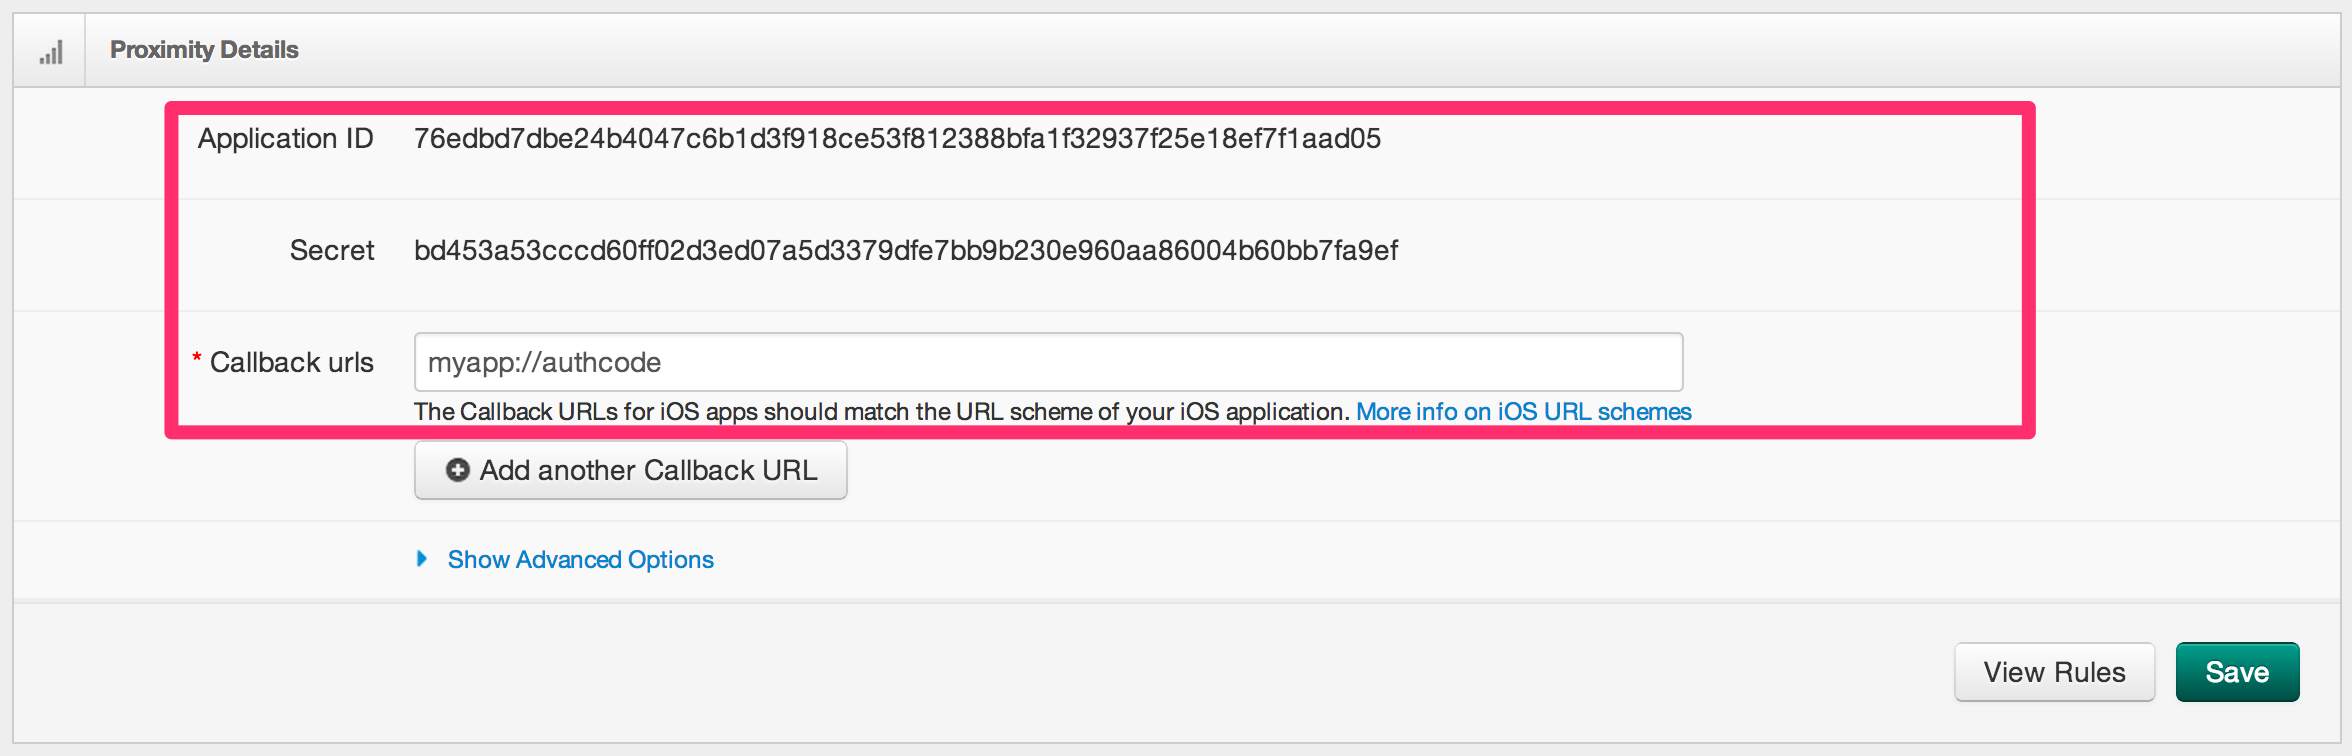 Proximity Details
Application ID 76edbd7dbe24b4047c6b1d3f918ce53f812388bfa1f32937f25e18ef7f1aad05
Secret bd453a53cccd60ff02d3ed07a5d3379dfe7bb9b230e960aa86004b60bb7fa9ef
* Callback urls myapp://authcode
The Callback URLs for iOS apps should match the URL scheme of your iOS application. More info on iOS URL schemes
Add another Callback URL
Show Advanced Options
View Rules Save